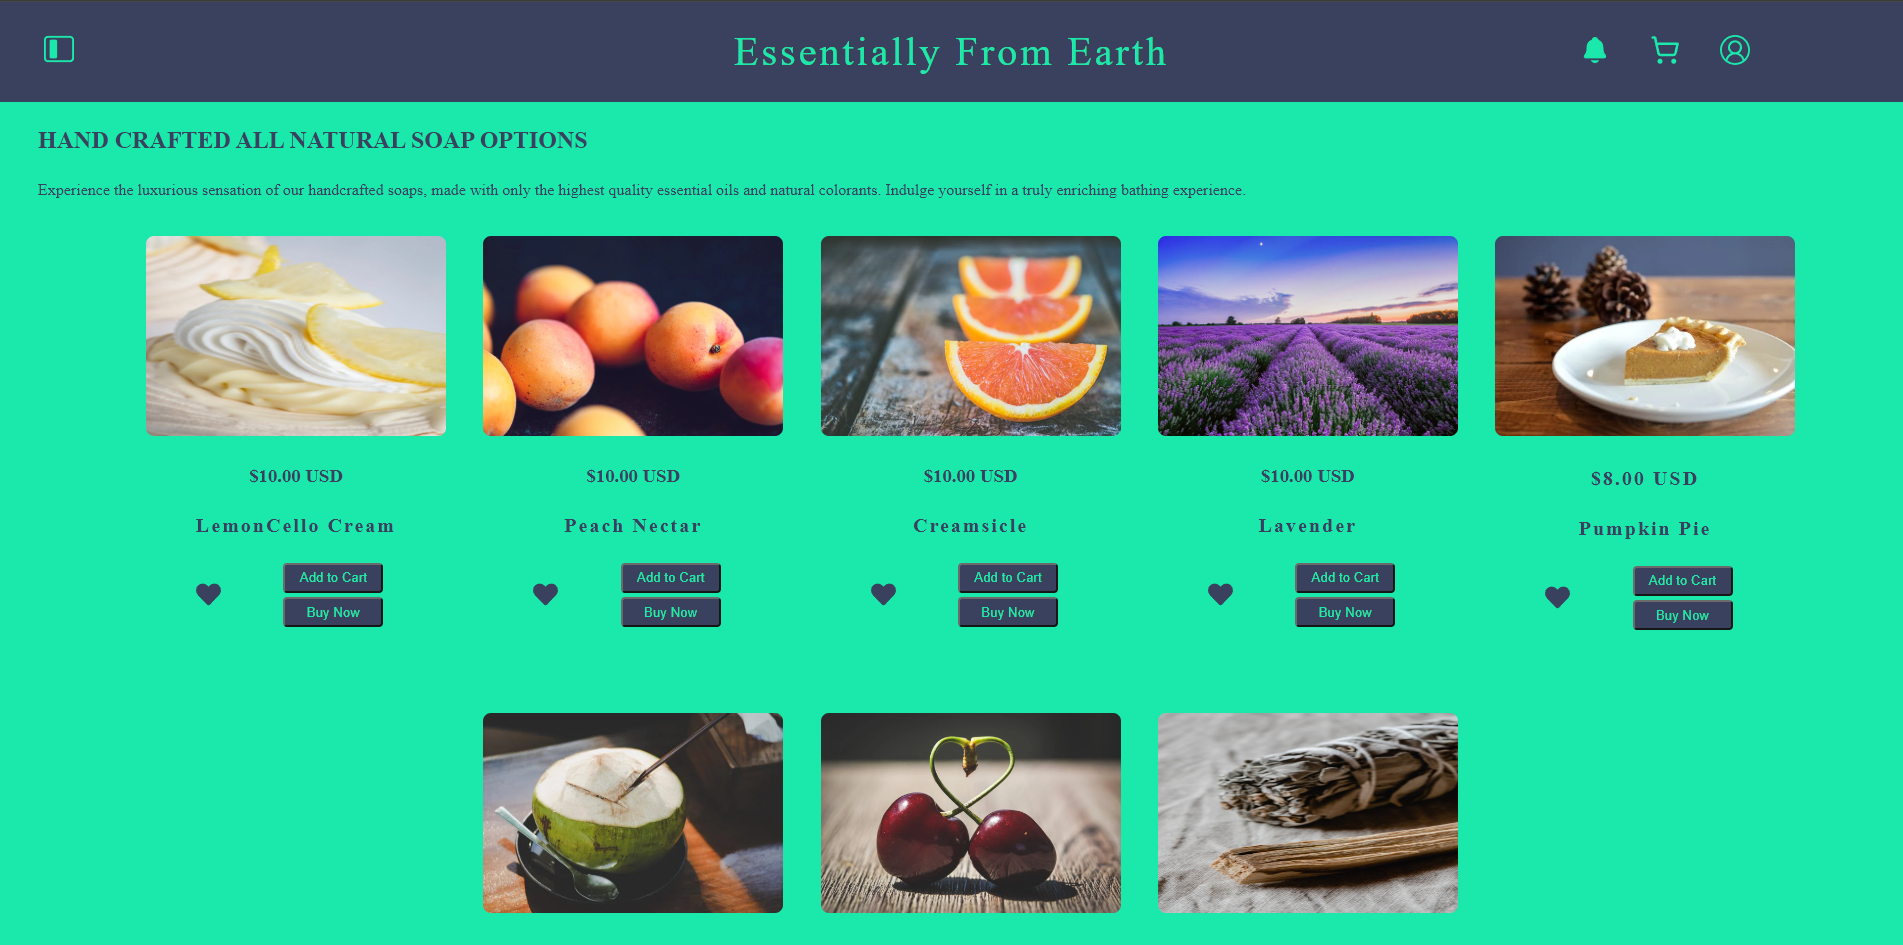 Essentially From Earth
HAND CRAFTED ALL NATURAL SOAP OPTIONS
Experience the luxurious sensation of our handcrafted soaps, made with only the highest quality essential oils and natural colorants. Indulge yourself in a truly enriching bathing experience.
$10.00 USD
LemonCello Cream
Add to Cart
Buy Now
$10.00 USD
Peach Nectar
Add to Cart
Buy Now
$10.00 USD
Creamsicle
Add to Cart
Buy Now
$10.00 USD
Lavender
Add to Cart
Buy Now
$8.00 USD
Pumpkin Pie
Add to Cart
Buy Now